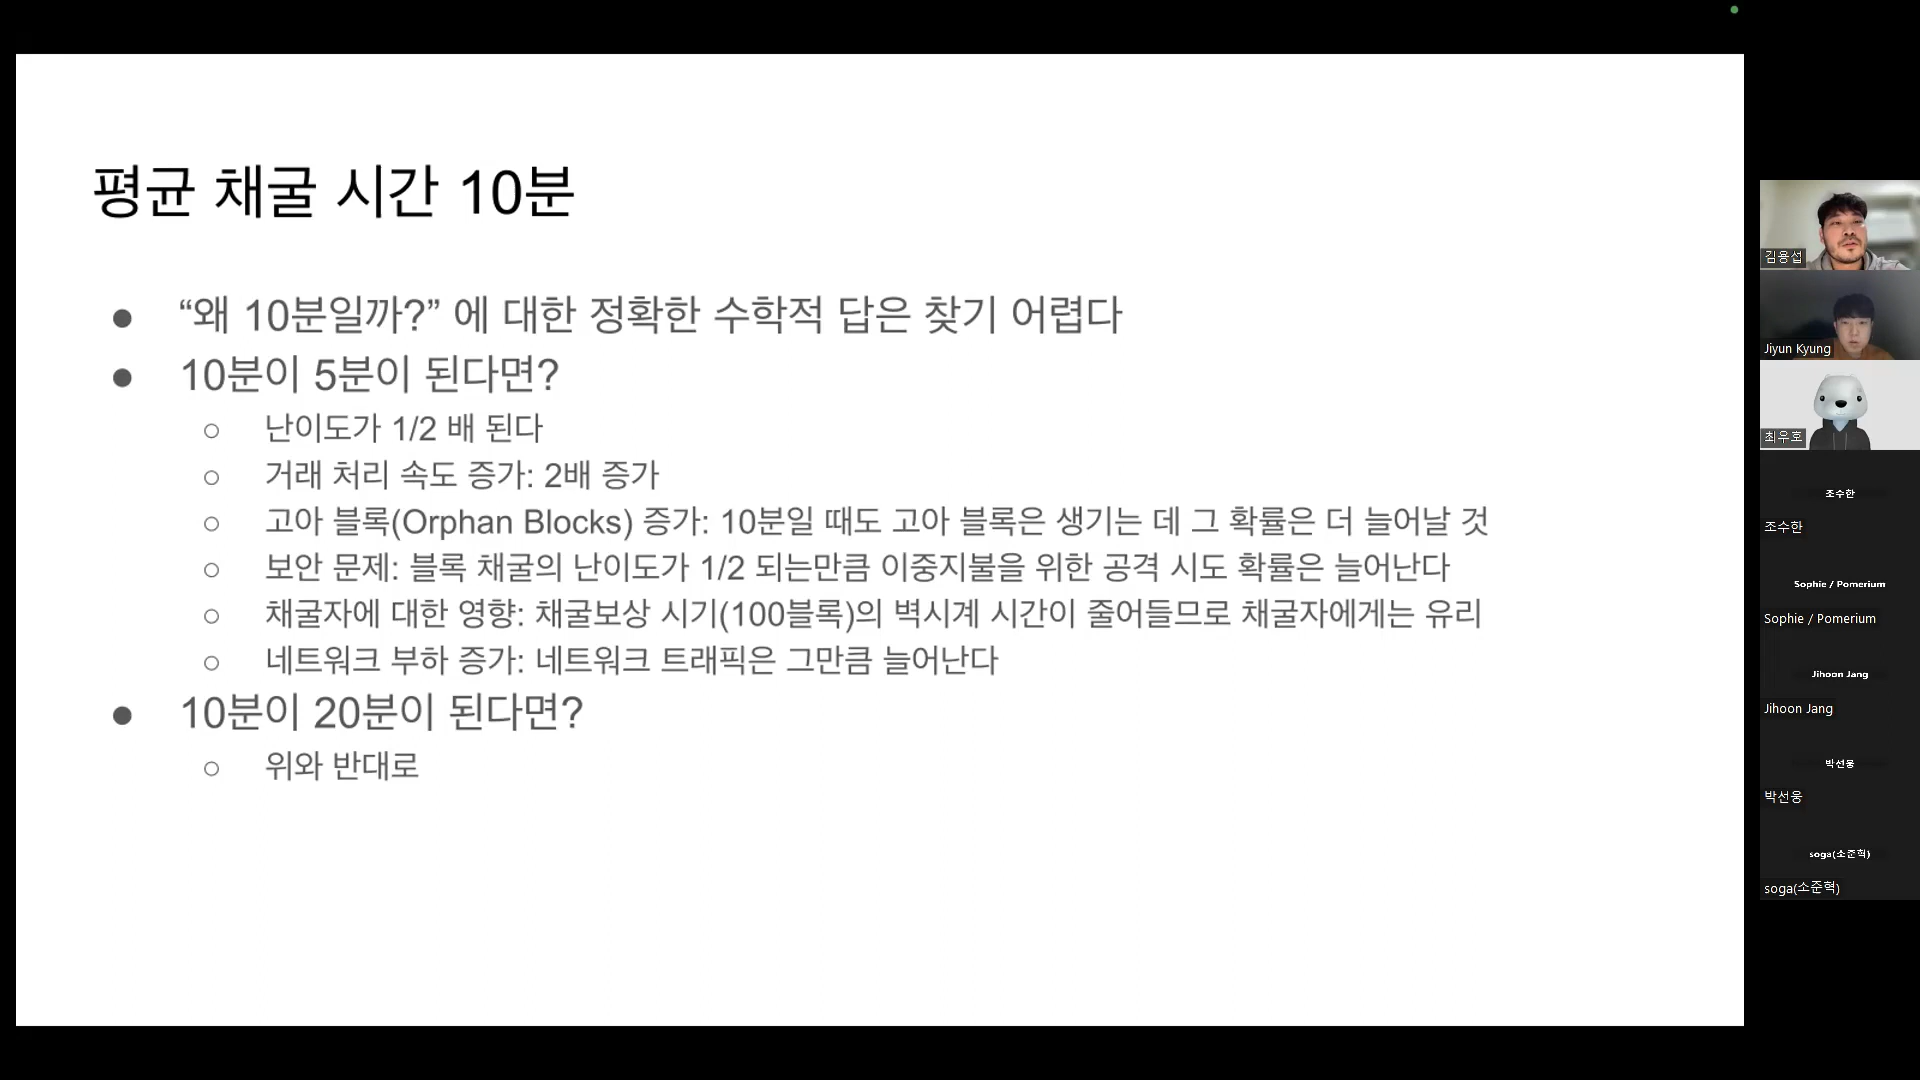 평균 채굴 시간 10분
“왜 10분일까?” 에 대한 정확한 수학적 답은 찾기 어렵다
10분이 5분이 된다면?
난이도가 1/2 배 된다
거래 처리 속도 증가: 2배 증가
고아 블록(Orphan Blocks) 증가: 10분일 때도 고아 블록은 생기는 데 그 확률은 더 늘어날 것
보안 문제: 블록 채굴의 난이도가 1/2 되는만큼 이중지불을 위한 공격 시도 확률은 늘어난다
채굴자에 대한 영향: 채굴보상 시기(100블록)의 벽시계 시간이 줄어들므로 채굴자에게는 유리
네트워크 부하 증가: 네트워크 트래픽은 그만큼 늘어난다
10분이 20분이 된다면?
위와 반대로
김용섭
Jiyun Kyung
최우호
조수한
조수한
Sophie / Pomerium
Sophie / Pomerium
Jihoon Jang
Jihoon Jang
박선웅
박선웅
soga(소준혁)
soga(소준혁)